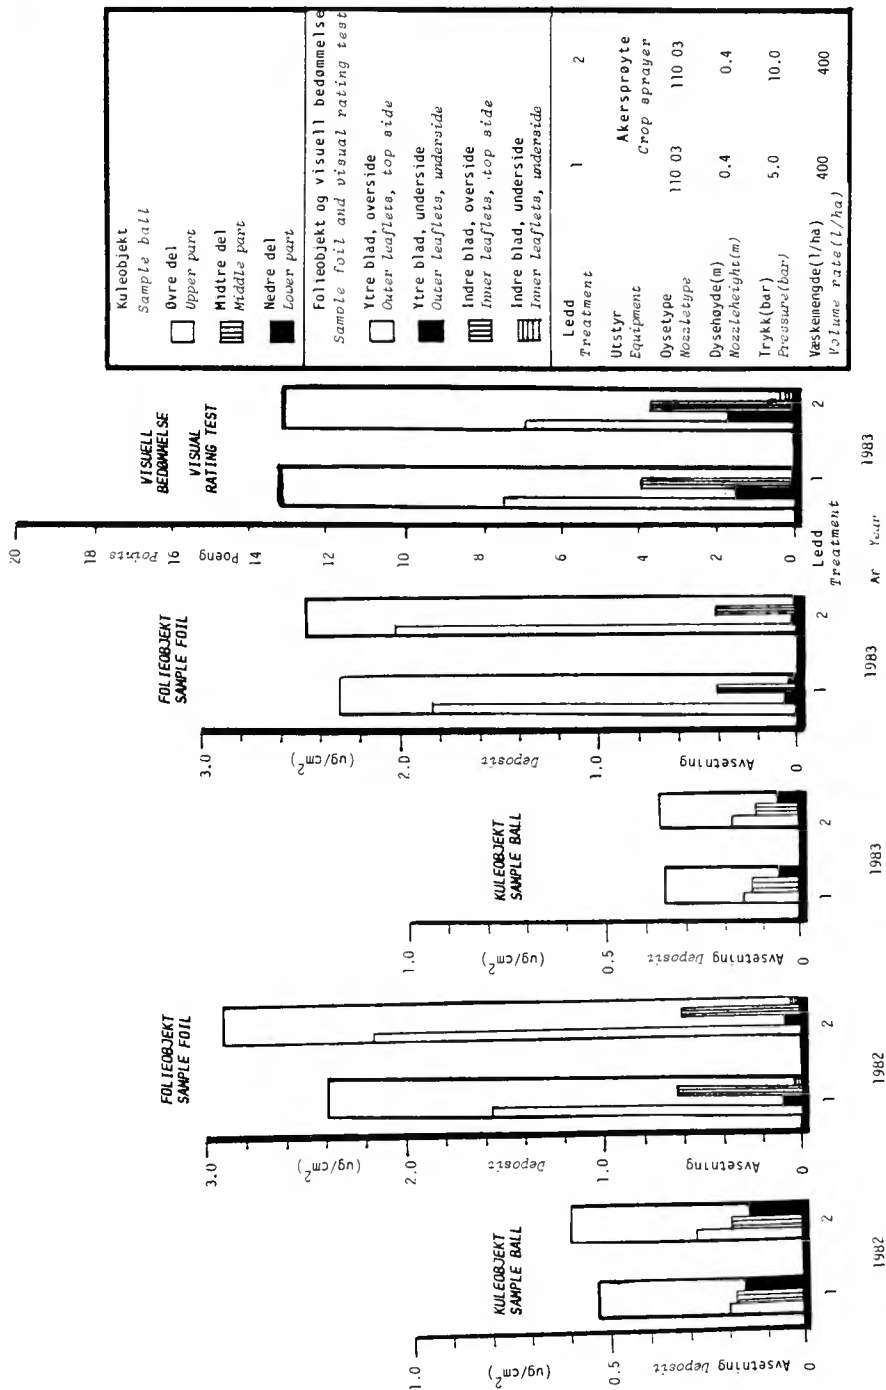 KULEOBJEKT
SAMPLE BALL
1.0
0.5
0
Avsetning Deposit (ug/cm²)
1
2
1982
FOLIEOBJEKT
SAMPLE FOIL
3.0
2.0
1.0
0
Avsetning Deposit (ug/cm²)
1
2
1982
KULEOBJEKT
SAMPLE BALL
1.0
0.5
0
Avsetning Deposit (ug/cm²)
1
2
1983
FOLIEOBJEKT
SAMPLE FOIL
3.0
2.0
1.0
0
Avsetning Deposit (ug/cm²)
1
2
1983
VISUELL
BEDØMMELSE
VISUAL
RATING TEST
20
18
16
14
12
10
8
6
4
2
0
Poeng Points
1
2
Ledd
Treatment
Ar Year
1983
Kuleobjekt
Sample ball
Øvre del
Upper part
Midtre del
Middle part
Nedre del
Lower part
Folieobjekt og visuell bedømmelse
Sample foil and visual rating test
Ytre blad, overside
Outer leaflets, top side
Ytre blad, underside
Outer leaflets, underside
Indre blad, overside
Inner leaflets, top side
Indre blad, underside
Inner leaflets, underside
Ledd 1 2
Treatment
Utstyr Akersprøyte
Equipment Crop sprayer
Dysetype 110 03 110 03
Nozzletype
Dysehøyde(m) 0.4 0.4
Nozzleheight(m)
Trykk(bar) 5.0 10.0
Pressure(bar)
Væskemengde(l/ha) 400 400
Volume rate(l/ha)